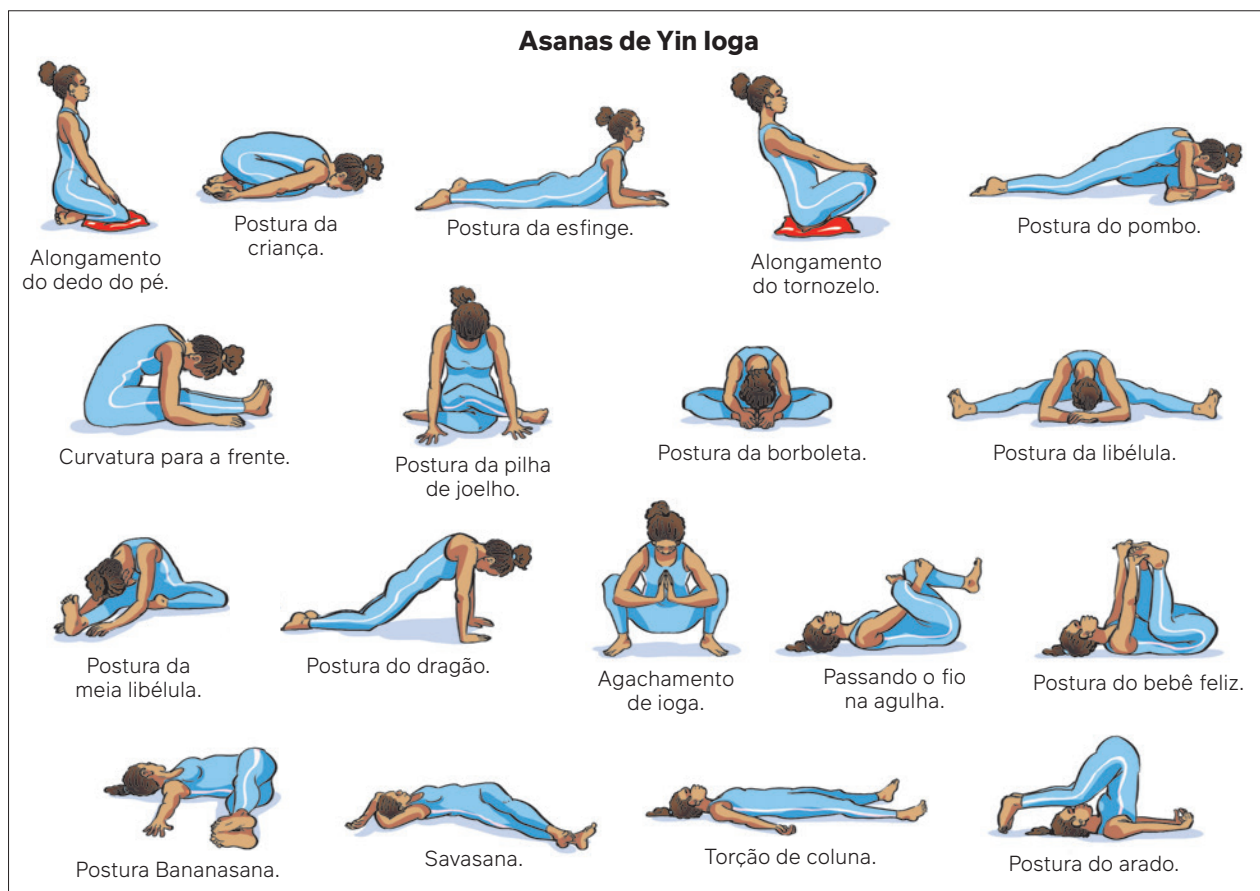 Asanas de Yin Ioga
Alongamento
do dedo do pé.
Postura da
criança.
Postura da esfinge.
Alongamento
do tornozelo.
Postura do pombo.
Curvatura para a frente.
Postura da pilha
de joelho.
Postura da borboleta.
Postura da libélula.
Postura da
meia libélula.
Postura do dragão.
Agachamento
de ioga.
Passando o fio
na agulha.
Postura do bebê feliz.
Postura Bananasana.
Savasana.
Torção de coluna.
Postura do arado.